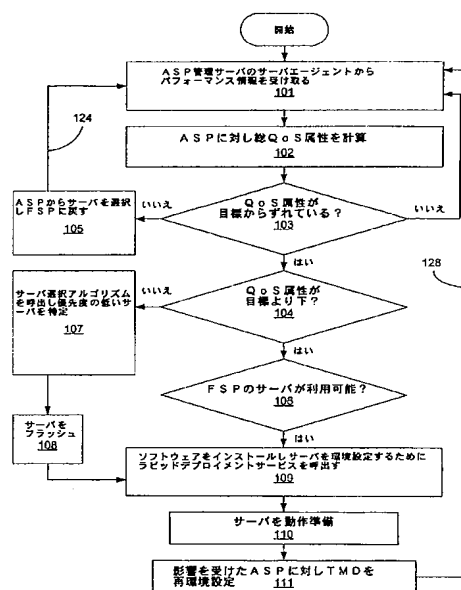 開始
ASP管理サーバのサーバエージェントから
パフォーマンス情報を受け取る
101
124
ASPに対し総QoS属性を計算
102
QoS属性が
目標からずれている?
103
いいえ
いいえ
ASPからサーバを選択
しFSPに戻す
105
はい
128
QoS属性が
目標より下?
104
いいえ
サーバ選択アルゴリズム
を呼出し優先度の低いサ
ーバを特定
107
はい
FSPのサーバが利用可能?
106
サーバを
フラッシュ
108
はい
ソフトウェアをインストールしサーバを環境設定するために
ラピッドデプロイメントサービスを呼出す
109
サーバを動作準備
110
影響を受けたASPに対しTMDを
再環境設定
111